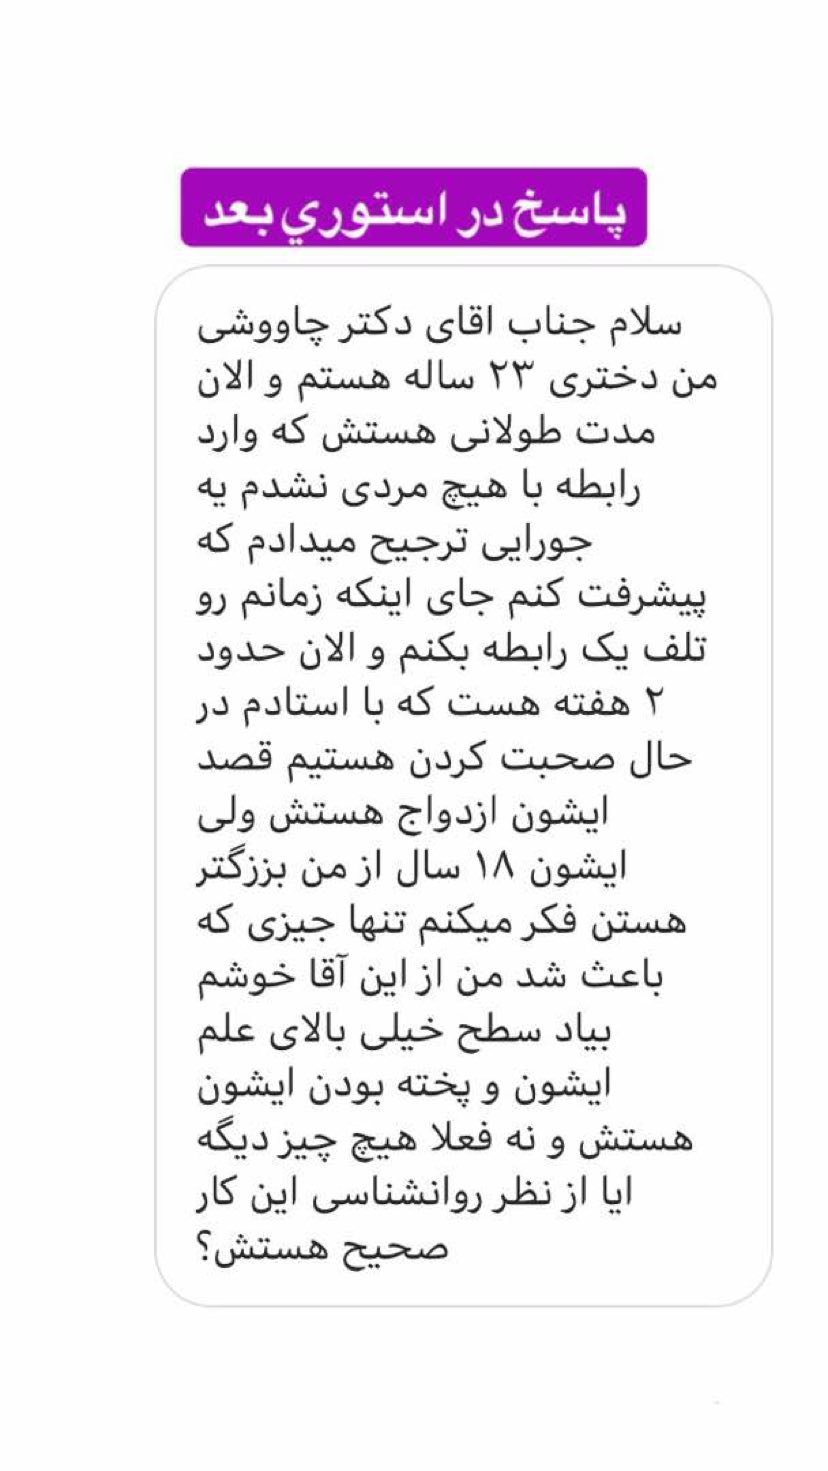 پاسخ در استوري بعد
سلام جناب اقای دکتر چاووشی
من دختری ۲۳ ساله هستم و الان
مدت طولانی هستش که وارد
رابطه با هیچ مردی نشدم یه
جورایی ترجیح میدادم که
پیشرفت کنم جای اینکه زمانم رو
تلف یک رابطه بکنم و الان حدود
۲ هفته هست که با استادم در
حال صحبت کردن هستیم قصد
ایشون ازدواج هستش ولی
ایشون ۱۸ سال از من بززگتر
هستن فکر میکنم تنها جیزی که
باعث شد من از این آقا خوشم
بیاد سطح خیلی بالای علم
ایشون و پخته بودن ایشون
هستش و نه فعلا هیچ چیز دیگه
ایا از نظر روانشناسی این کار
صحیح هستش؟